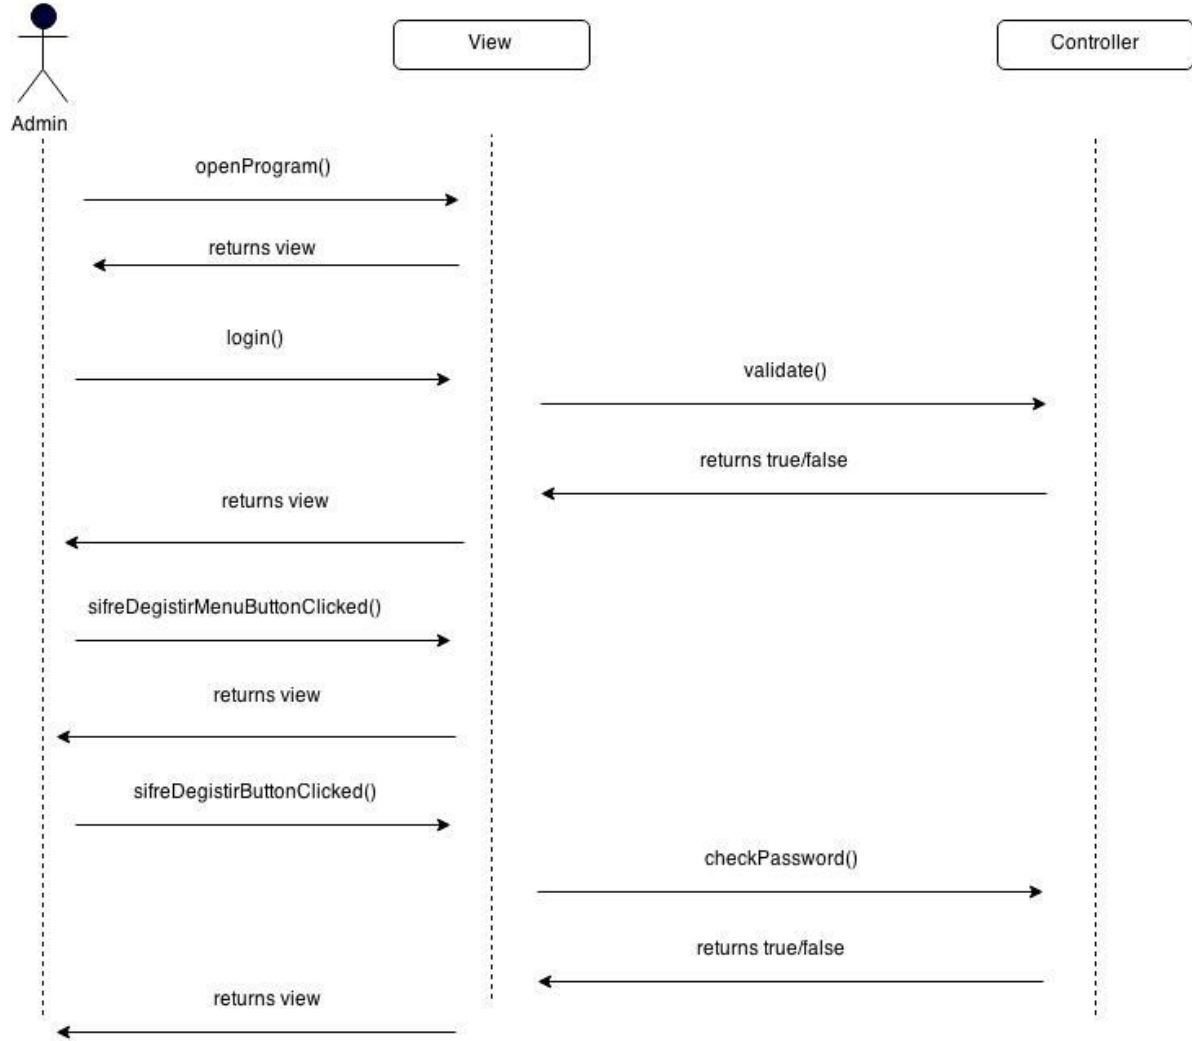 View
Controller
Admin
openProgram()
returns view
login()
validate()
returns true/false
returns view
sifreDegistirMenuButtonClicked()
returns view
sifreDegistirButtonClicked()
checkPassword()
returns true/false
returns view